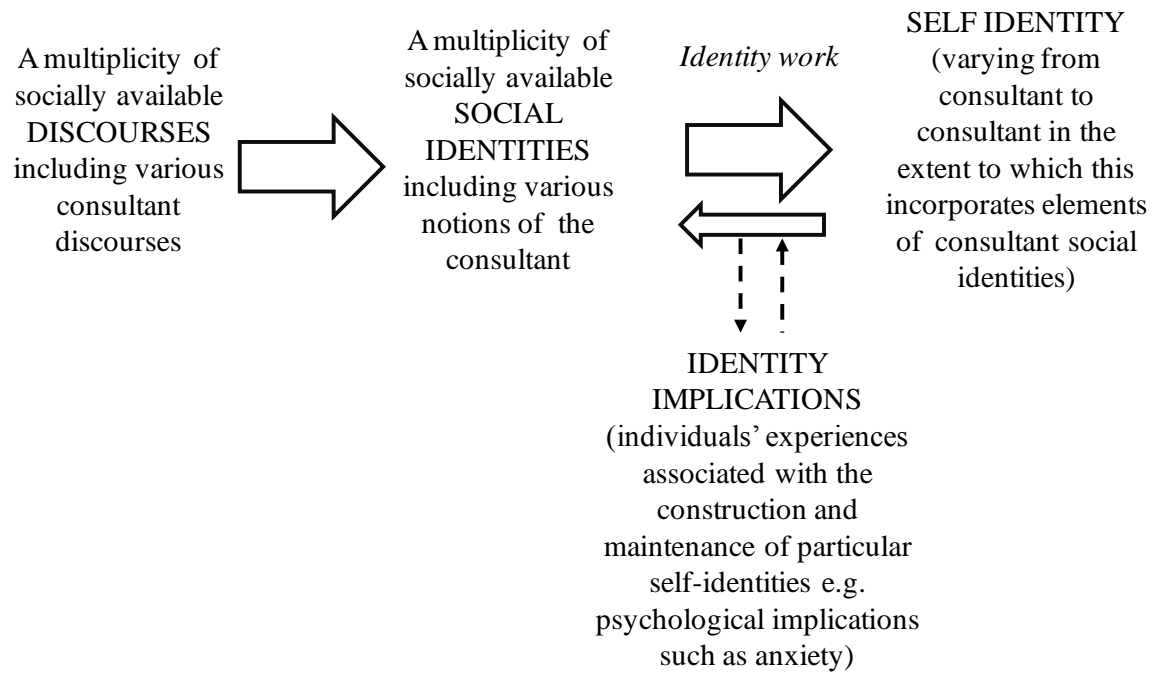 A multiplicity of
socially available
DISCOURSES
including various
consultant
discourses
A multiplicity of
socially available
SOCIAL
IDENTITIES
including various
notions of the
consultant
Identity work
SELF IDENTITY
(varying from
consultant to
consultant in the
extent to which this
incorporates elements
of consultant social
identities)
IDENTITY
IMPLICATIONS
(individuals’ experiences
associated with the
construction and
maintenance of particular
self-identities e.g.
psychological implications
such as anxiety)